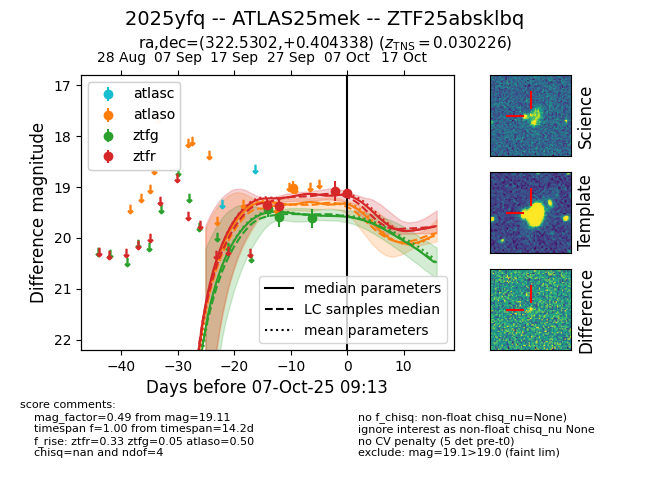 2025yfq -- ATLAS25mek -- ZTF25absklbq
ra,dec=(322.5302,+0.404338) (z_TNS = 0.030226)
28 Aug 07 Sep 17 Sep 27 Sep 07 Oct 17 Oct
atlasc
atlaso
ztfg
ztfr
17
18
19
20
21
22
Difference magnitude
median parameters
LC samples median
mean parameters
−40 −30 −20 −10 0 10
Days before 07-Oct-25 09:13
Science
Template
Difference
score comments:
mag_factor=0.49 from mag=19.11
timespan f=1.00 from timespan=14.2d
f_rise: ztfr=0.33 ztfg=0.05 atlaso=0.50
chisq=nan and ndof=4
no f_chisq: non-float chisq_nu=None)
ignore interest as non-float chisq_nu None
no CV penalty (5 det pre-t0)
exclude: mag=19.1>19.0 (faint lim)